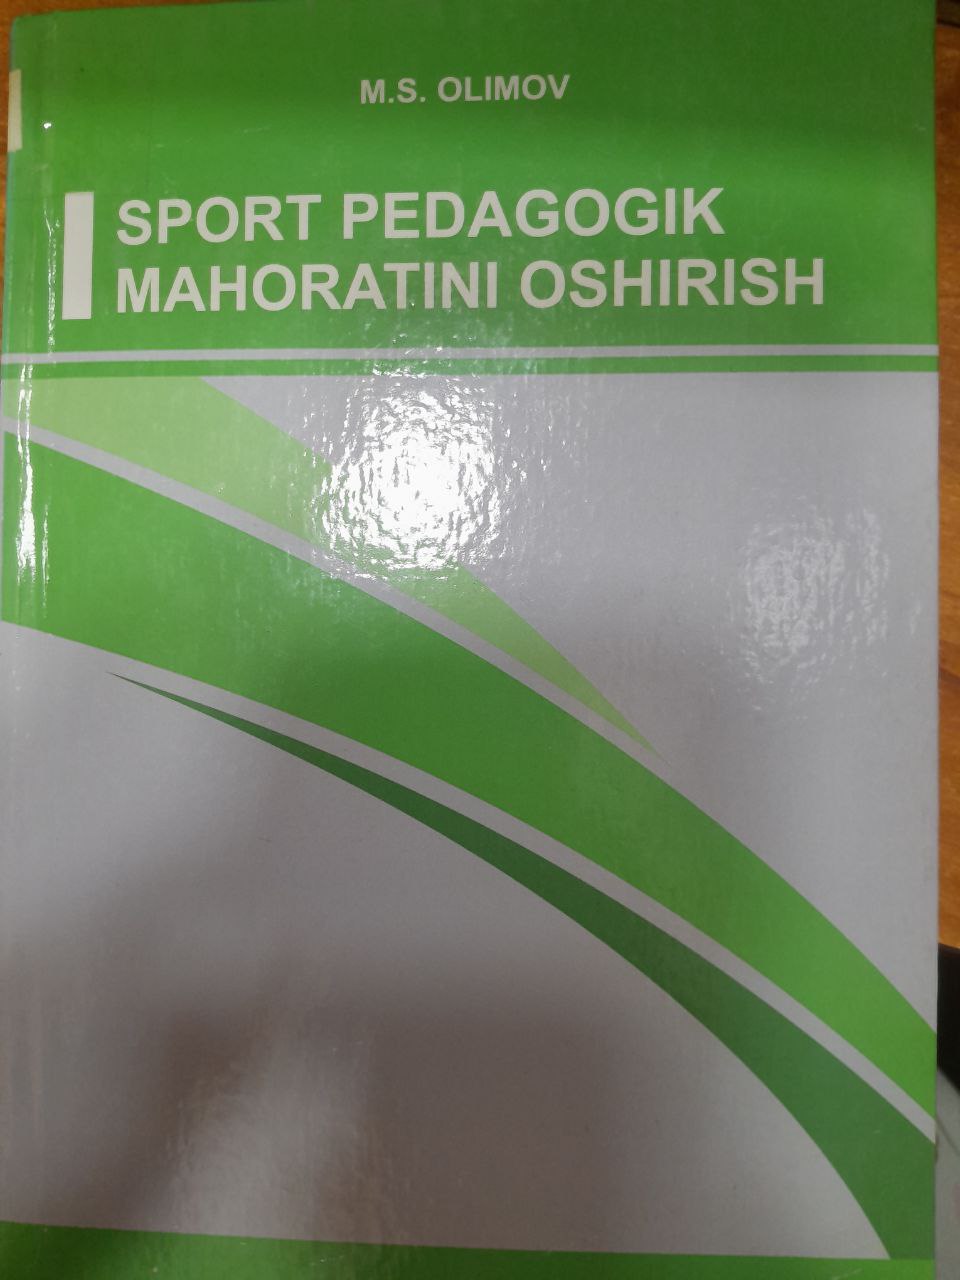 M.S. OLIMOV
SPORT PEDAGOGIK
MAHORATINI OSHIRISH